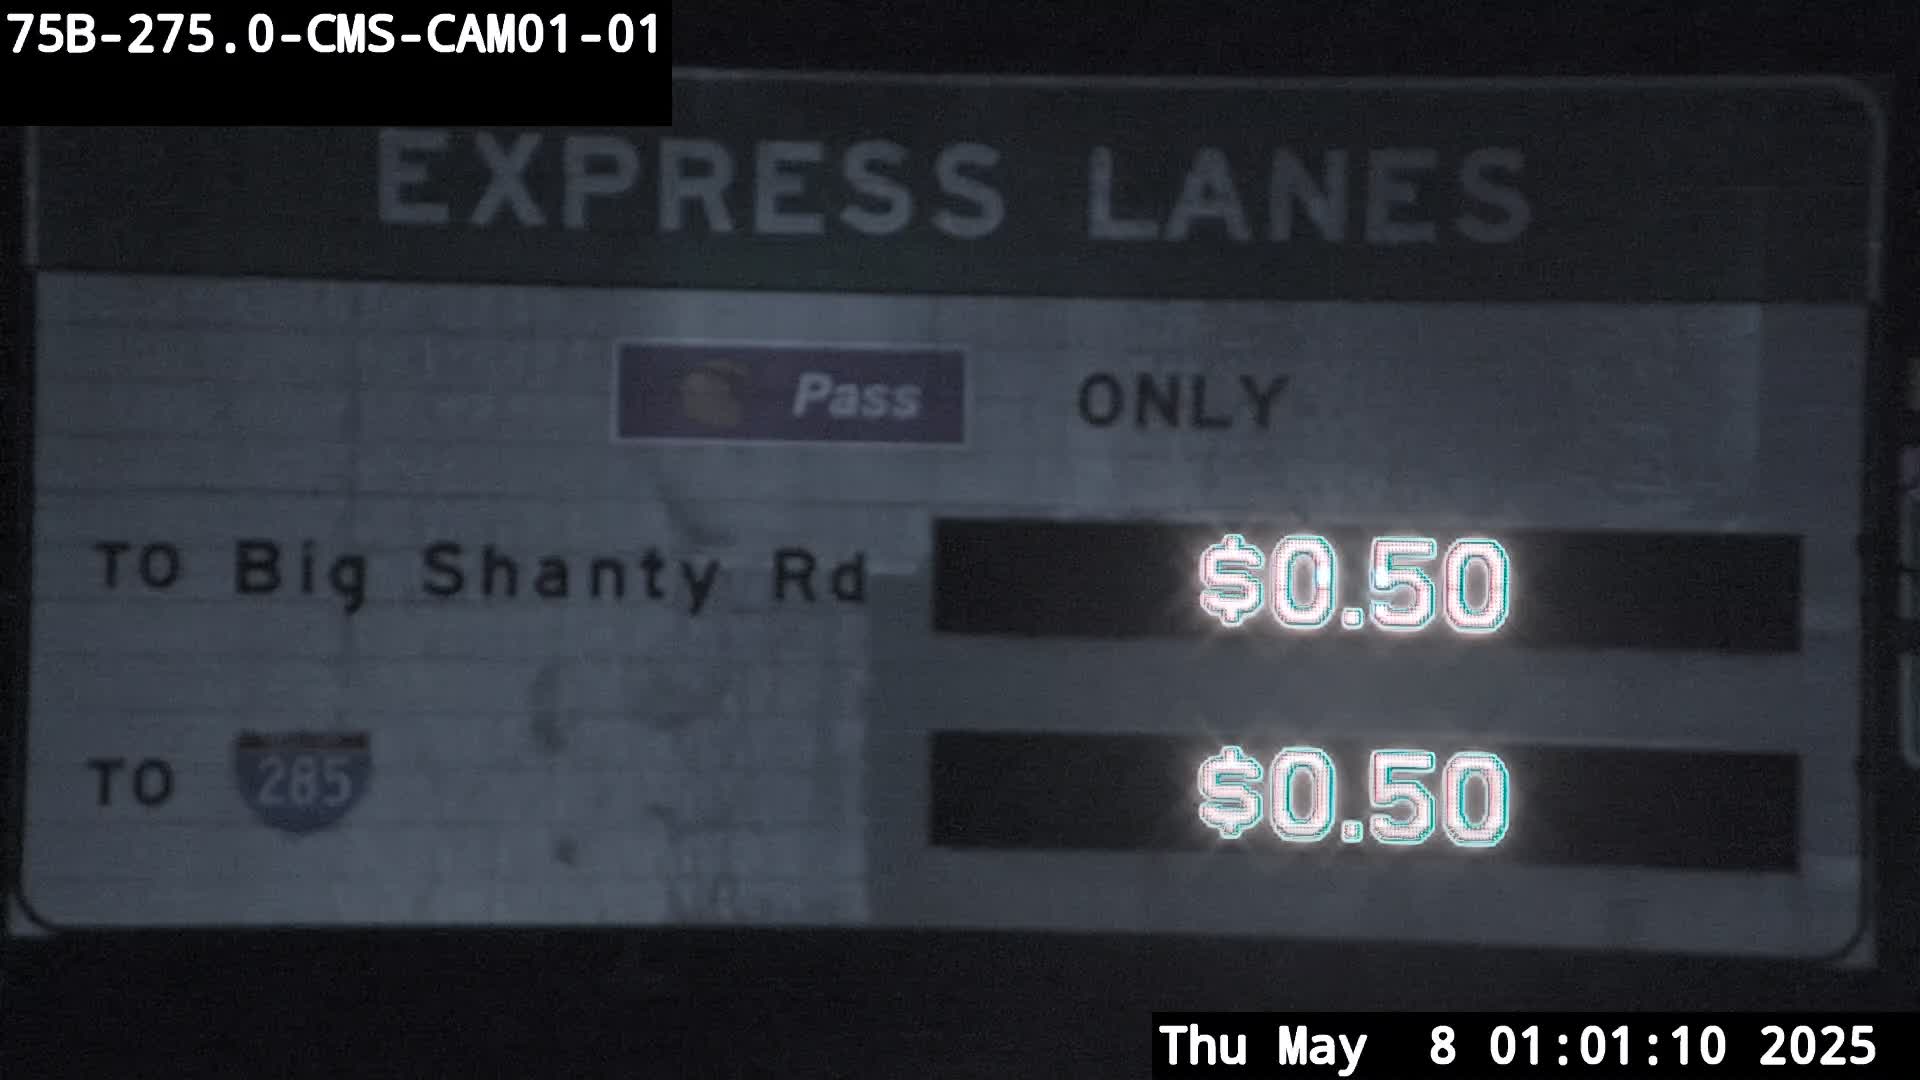 75B-275.0-CMS-CAM01-01
EXPRESS LANES
Pass ONLY
TO Big Shanty Rd $0.50
TO 285 $0.50
Thu May 8 01:01:10 2025